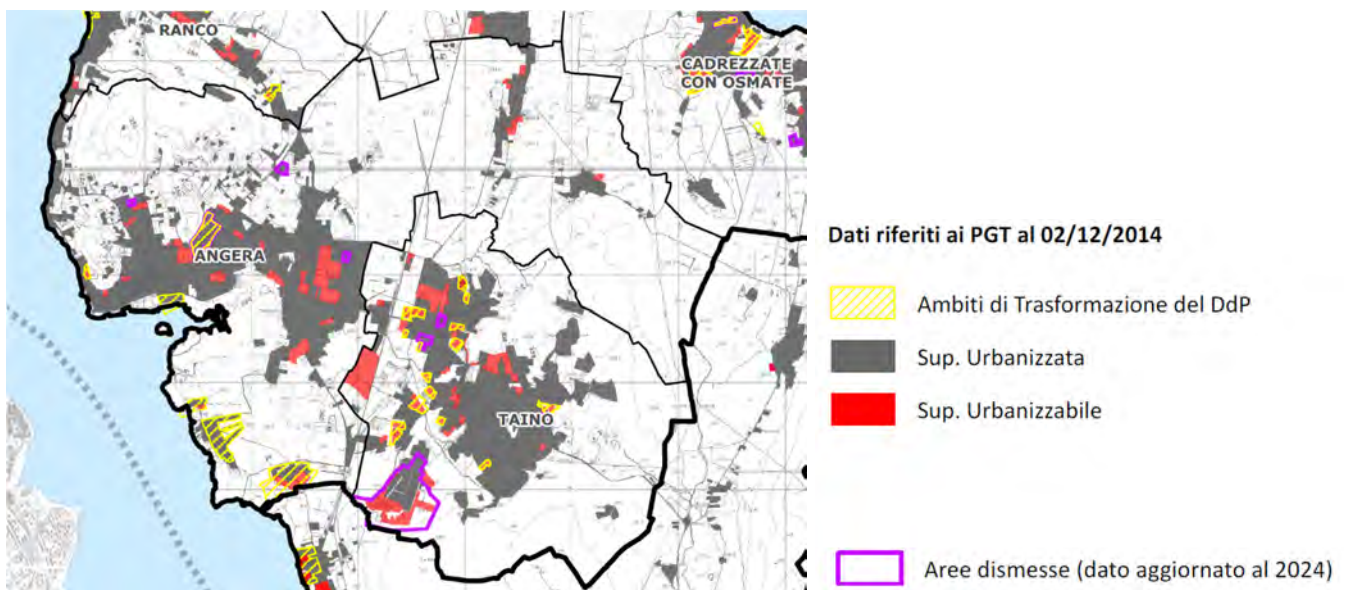 RANCO
CADREZZATE
CON OSMATE
ANGERA
TAINO
Dati riferiti ai PGT al 02/12/2014
Ambiti di Trasformazione del DdP
Sup. Urbanizzata
Sup. Urbanizzabile
Aree dismesse (dato aggiornato al 2024)